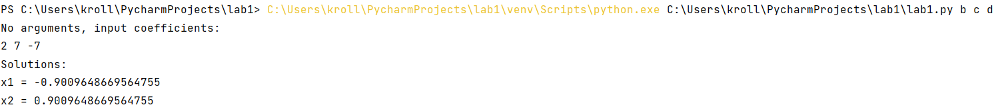 PS C:\Users\kroll\PycharmProjects\lab1> C:\Users\kroll\PycharmProjects\lab1\venv\Scripts\python.exe C:\Users\kroll\PycharmProjects\lab1\lab1.py b c d
No arguments, input coefficients:
2 7 -7
Solutions:
x1 = -0.9009648669564755
x2 = 0.9009648669564755